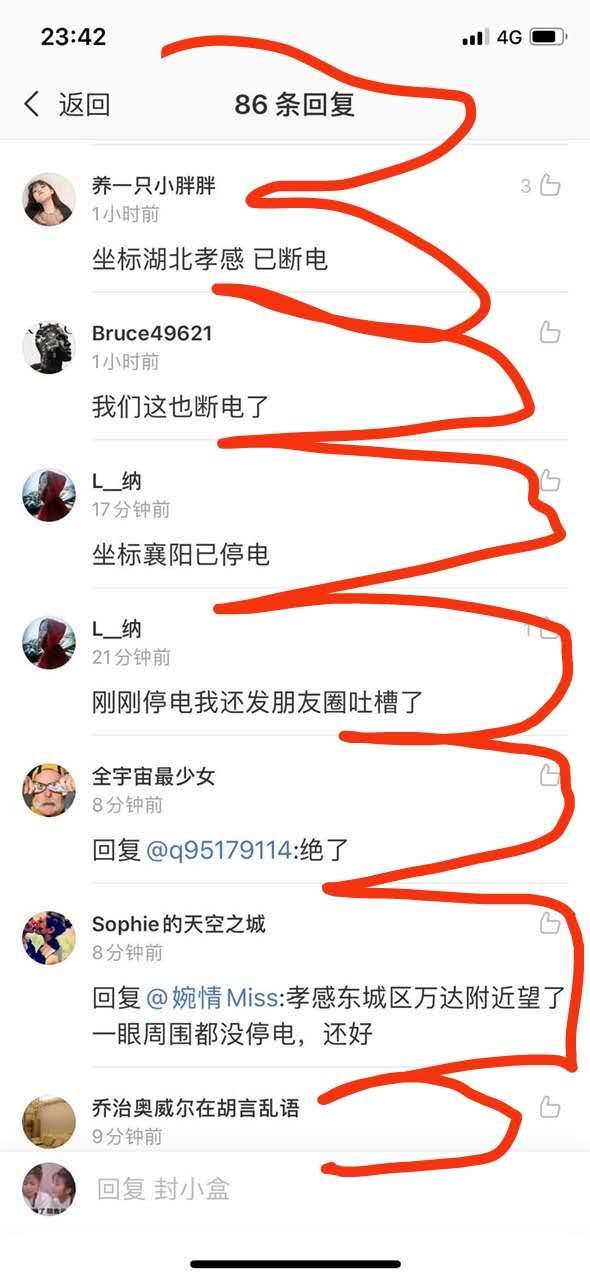 23:42
4G
返回
86 条回复
养一只小胖胖
3
1小时前
坐标湖北孝感 已断电
Bruce49621
1小时前
我们这也断电了
L__纳
17分钟前
坐标襄阳已停电
L__纳
1
21分钟前
刚刚停电我还发朋友圈吐槽了
全宇宙最少女
8分钟前
回复@q95179114:绝了
Sophie的天空之城
8分钟前
回复@婉情Miss:孝感东城区万达附近望了
一眼周围都没停电，还好
乔治奥威尔在胡言乱语
9分钟前
回复 封小盒